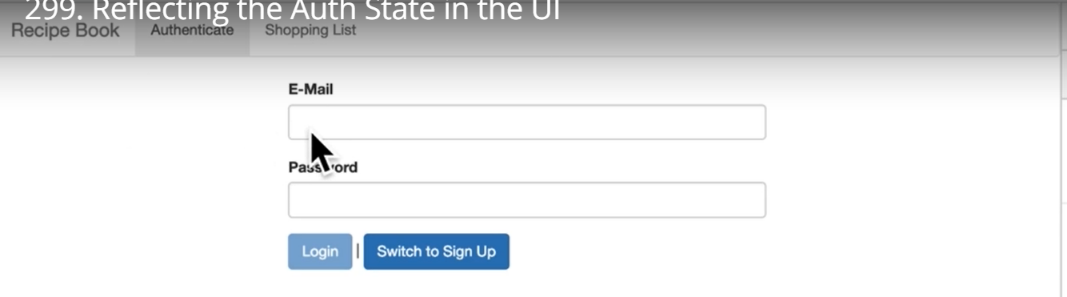 299. Reflecting the Auth State in the UI
Recipe Book Authenticate Shopping List
E-Mail
Password
Login | Switch to Sign Up